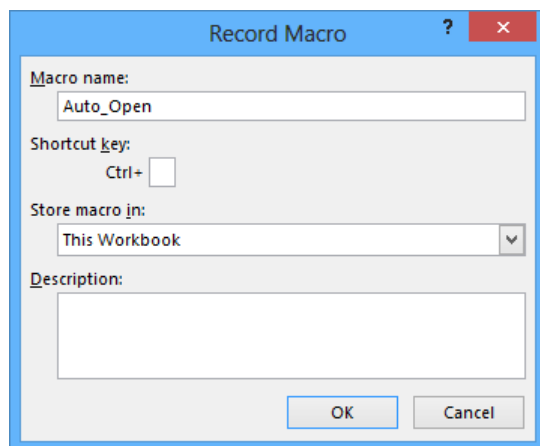 Record Macro
?
Macro name:
Auto_Open
Shortcut key:
Ctrl+
Store macro in:
This Workbook
Description:
OK Cancel